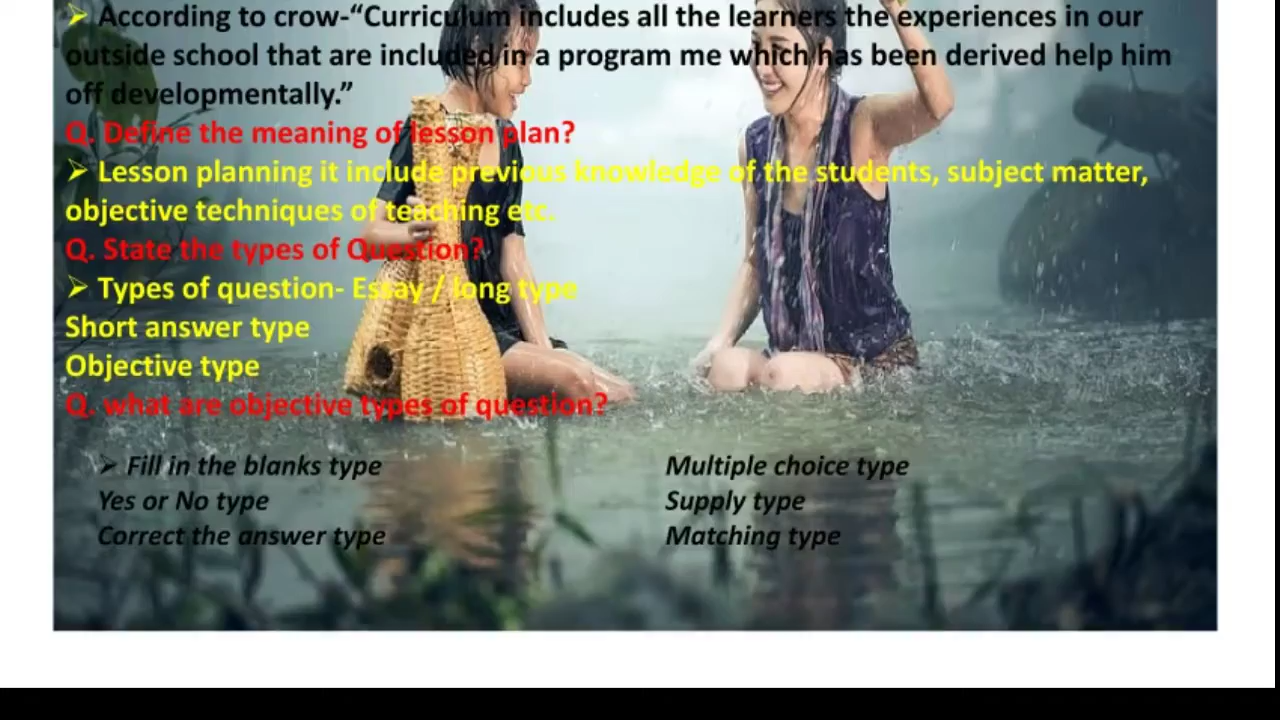 ➢ According to crow-“Curriculum includes all the learners the experiences in our
outside school that are included in a program me which has been derived help him
off developmentally.”
Q. Define the meaning of lesson plan?
➢ Lesson planning it include previous knowledge of the students, subject matter,
objective techniques of teaching etc.
Q. State the types of Question?
➢ Types of question- Essay / long type
Short answer type
Objective type
Q. what are objective types of question?
➢ Fill in the blanks type
Multiple choice type
Yes or No type
Supply type
Correct the answer type
Matching type